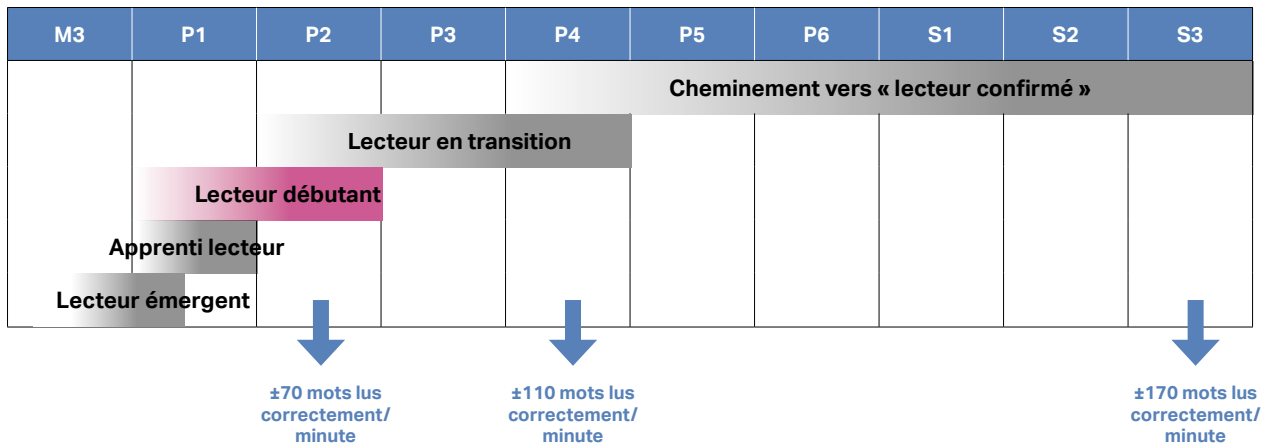 M3 P1 P2 P3 P4 P5 P6 S1 S2 S3
Cheminement vers « lecteur confirmé »
Lecteur en transition
Lecteur débutant
Apprenti lecteur
Lecteur émergent
±70 mots lus
correctement/
minute
±110 mots lus
correctement/
minute
±170 mots lus
correctement/
minute